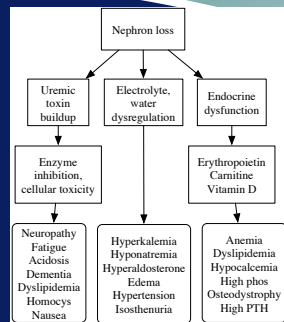 Nephron loss
Uremic
toxin
buildup
Electrolyte,
water
dysregulation
Endocrine
dysfunction
Enzyme
inhibition,
cellular toxicity
Erythropoietin
Carnitine
Vitamin D
Neuropathy
Fatigue
Acidosis
Dementia
Dyslipidemia
Homocys
Nausea
Hyperkalemia
Hyponatremia
Hyperaldosterone
Edema
Hypertension
Isosthenuria
Anemia
Dyslipidemia
Hypocalcemia
High phos
Osteodystrophy
High PTH